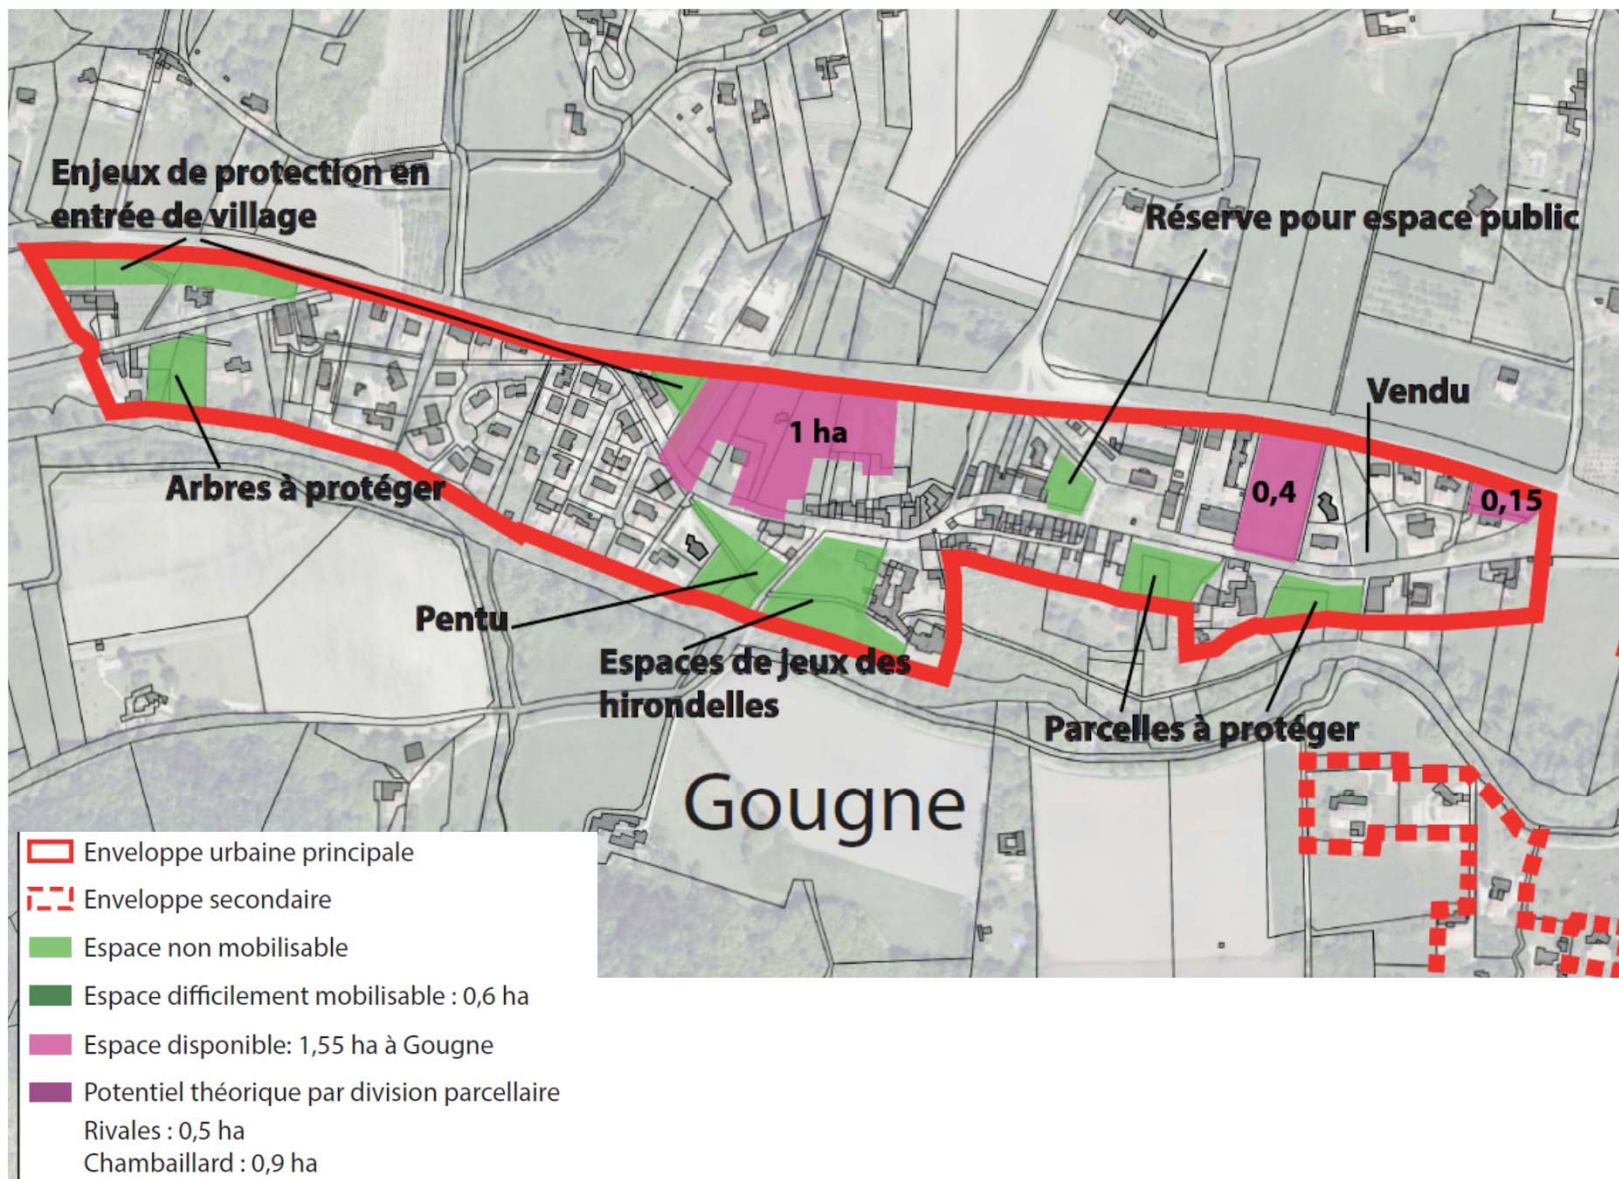 Enjeux de protection en
entrée de village
Réserve pour espace public
Vendu
1 ha
0,4
0,15
Arbres à protéger
Pentu
Espaces de jeux des
hirondelles
Parcelles à protéger
Gougne
Enveloppe urbaine principale
Enveloppe secondaire
Espace non mobilisable
Espace difficilement mobilisable : 0,6 ha
Espace disponible: 1,55 ha à Gougne
Potentiel théorique par division parcellaire
Rivales : 0,5 ha
Chambaillard : 0,9 ha